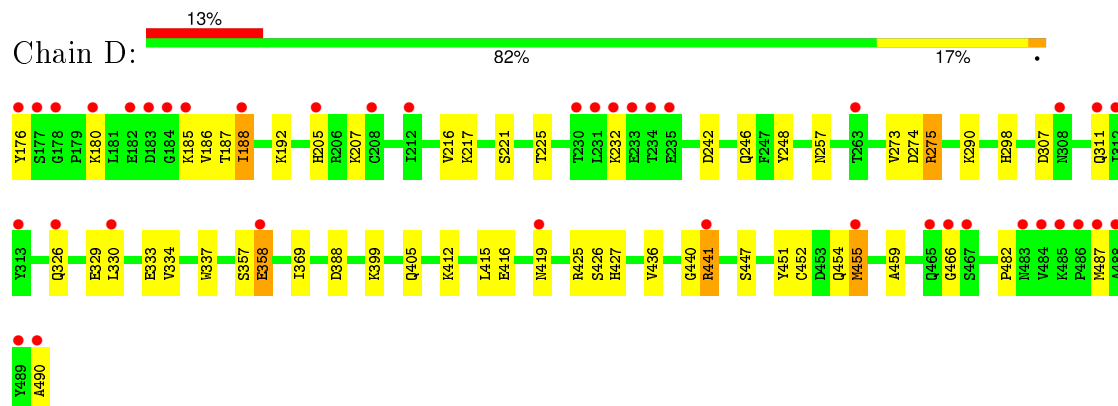 13%
Chain D:
82% 17% •
Y176 S177 G178 P179 K180 L181 E182 D183 G184 K185 V186 T187 I188 K192 H205 R206 K207 C208 I212 V216 K217 S221 T225 T230 L231 K232 E233 T234 E235 D242 Q246 F247 Y248 N257 T263 V273 D274 R275 K290 H298 D307 N308 Q311
Y313 Q326 E329 L330 E333 V334 W337 S357 E358 I369 D388 K399 Q405 K412 L415 E416 N419 R425 S426 H427 V436 G440 R441 S447 Y451 C452 D453 Q454 M455 A459 Q465 G466 S467 P482 N483 V484 K485 P486 M487
Y489 A490